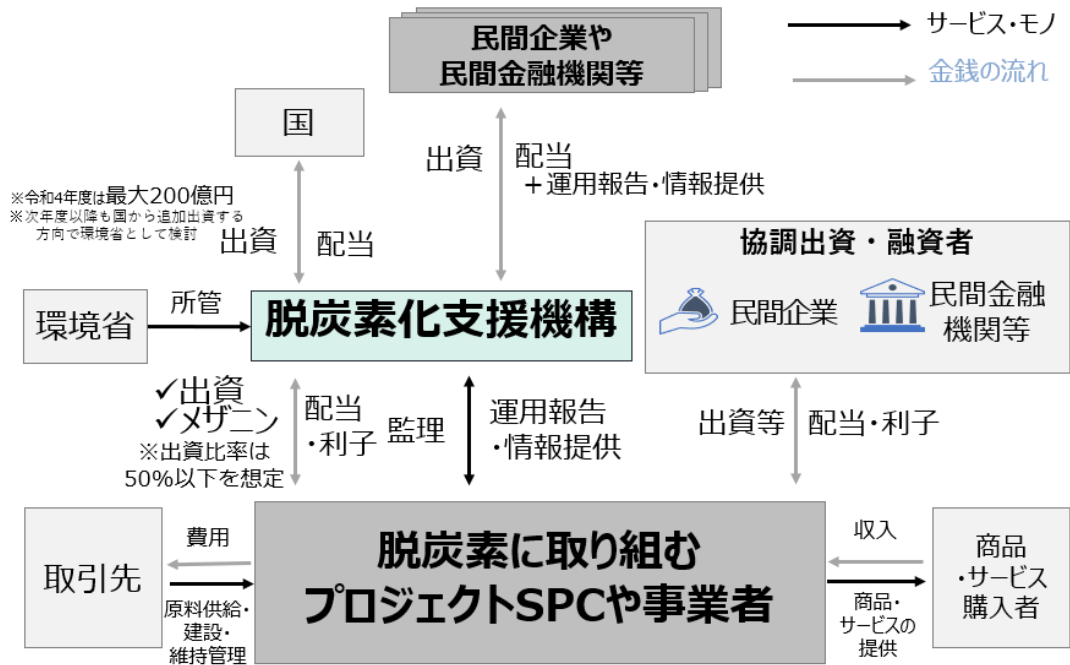 サービス・モノ
金銭の流れ
民間企業や
民間金融機関等
国
出資
配当
＋運用報告・情報提供
※令和4年度は最大200億円
※次年度以降も国から追加出資する
方向で環境省として検討
出資
配当
協調出資・融資者
民間企業
民間金融
機関等
環境省
所管
脱炭素化支援機構
✓出資
✓メザニン
※出資比率は
50%以下を想定
配当
・利子
監理
運用報告
・情報提供
出資等
配当・利子
取引先
費用
原料供給・
建設・
維持管理
脱炭素に取り組む
プロジェクトSPCや事業者
収入
商品・
サービスの
提供
商品
・サービス
購入者